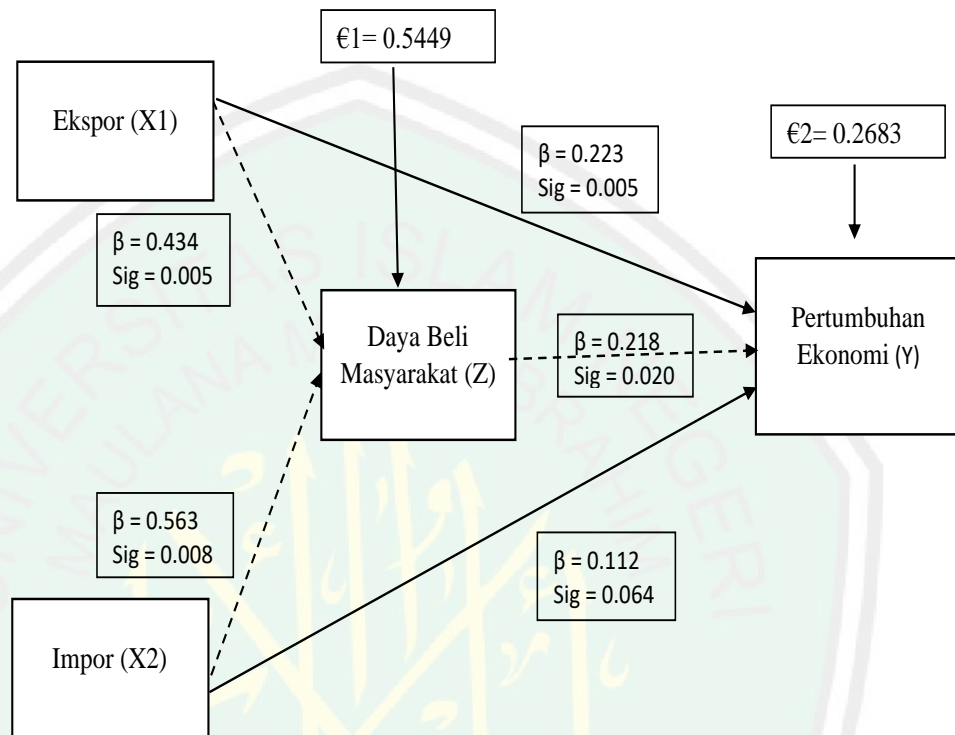 €1= 0.5449
Ekspor (X1)
€2= 0.2683
β = 0.223
Sig = 0.005
β = 0.434
Sig = 0.005
Daya Beli
Masyarakat (Z)
β = 0.218
Sig = 0.020
Pertumbuhan
Ekonomi (Y)
β = 0.563
Sig = 0.008
β = 0.112
Sig = 0.064
Impor (X2)